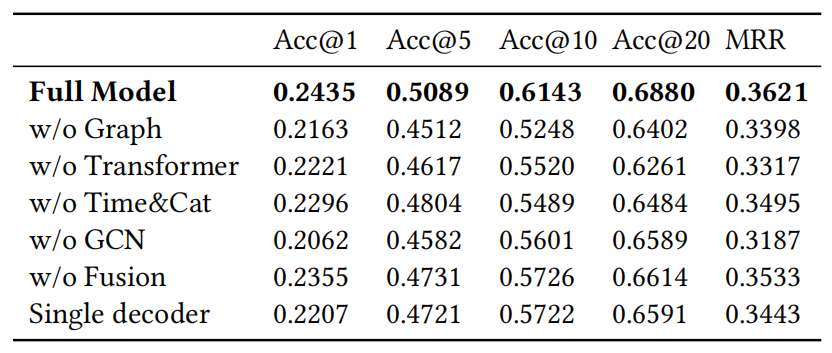 Acc@1 Acc@5 Acc@10 Acc@20 MRR
Full Model 0.2435 0.5089 0.6143 0.6880 0.3621
w/o Graph 0.2163 0.4512 0.5248 0.6402 0.3398
w/o Transformer 0.2221 0.4617 0.5520 0.6261 0.3317
w/o Time&Cat 0.2296 0.4804 0.5489 0.6484 0.3495
w/o GCN 0.2062 0.4582 0.5601 0.6589 0.3187
w/o Fusion 0.2355 0.4731 0.5726 0.6614 0.3533
Single decoder 0.2207 0.4721 0.5722 0.6591 0.3443